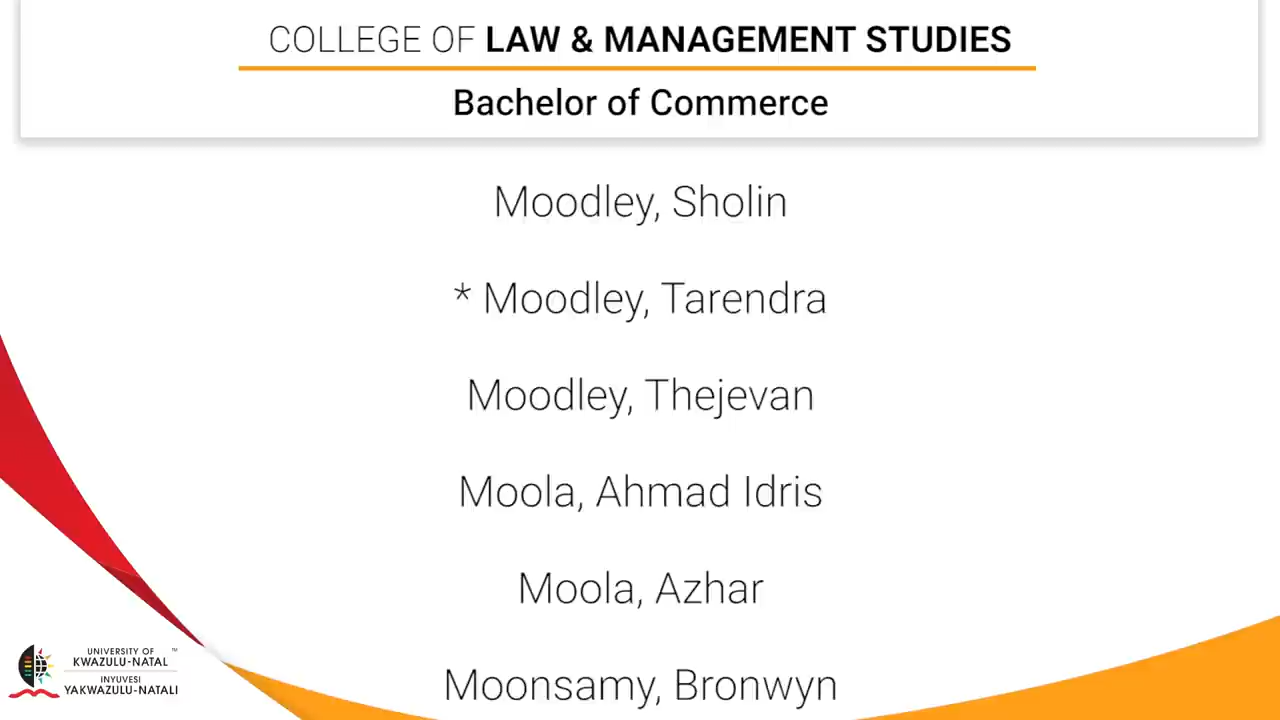 COLLEGE OF LAW & MANAGEMENT STUDIES
Bachelor of Commerce
Moodley, Sholin
* Moodley, Tarendra
Moodley, Thejevan
Moola, Ahmad Idris
Moola, Azhar
Moonsamy, Bronwyn
UNIVERSITY OF ™
KWAZULU-NATAL
INYUVESI
YAKWAZULU-NATALI